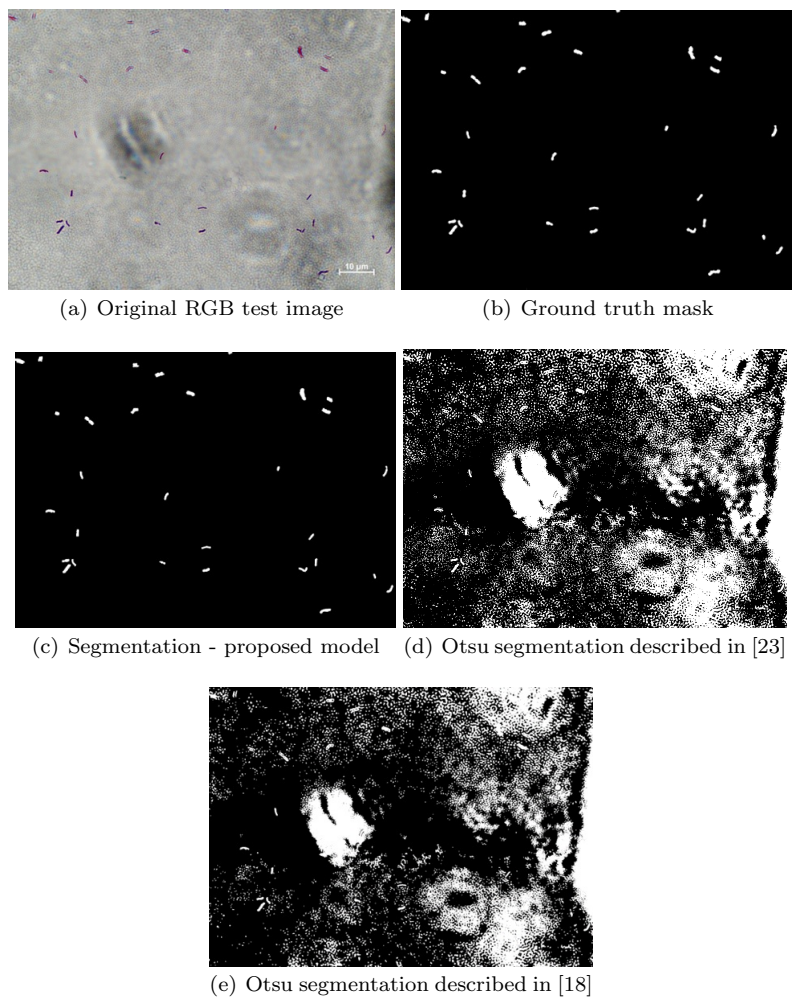 10 µm
(a) Original RGB test image
(b) Ground truth mask
(c) Segmentation - proposed model
(d) Otsu segmentation described in [23]
(e) Otsu segmentation described in [18]